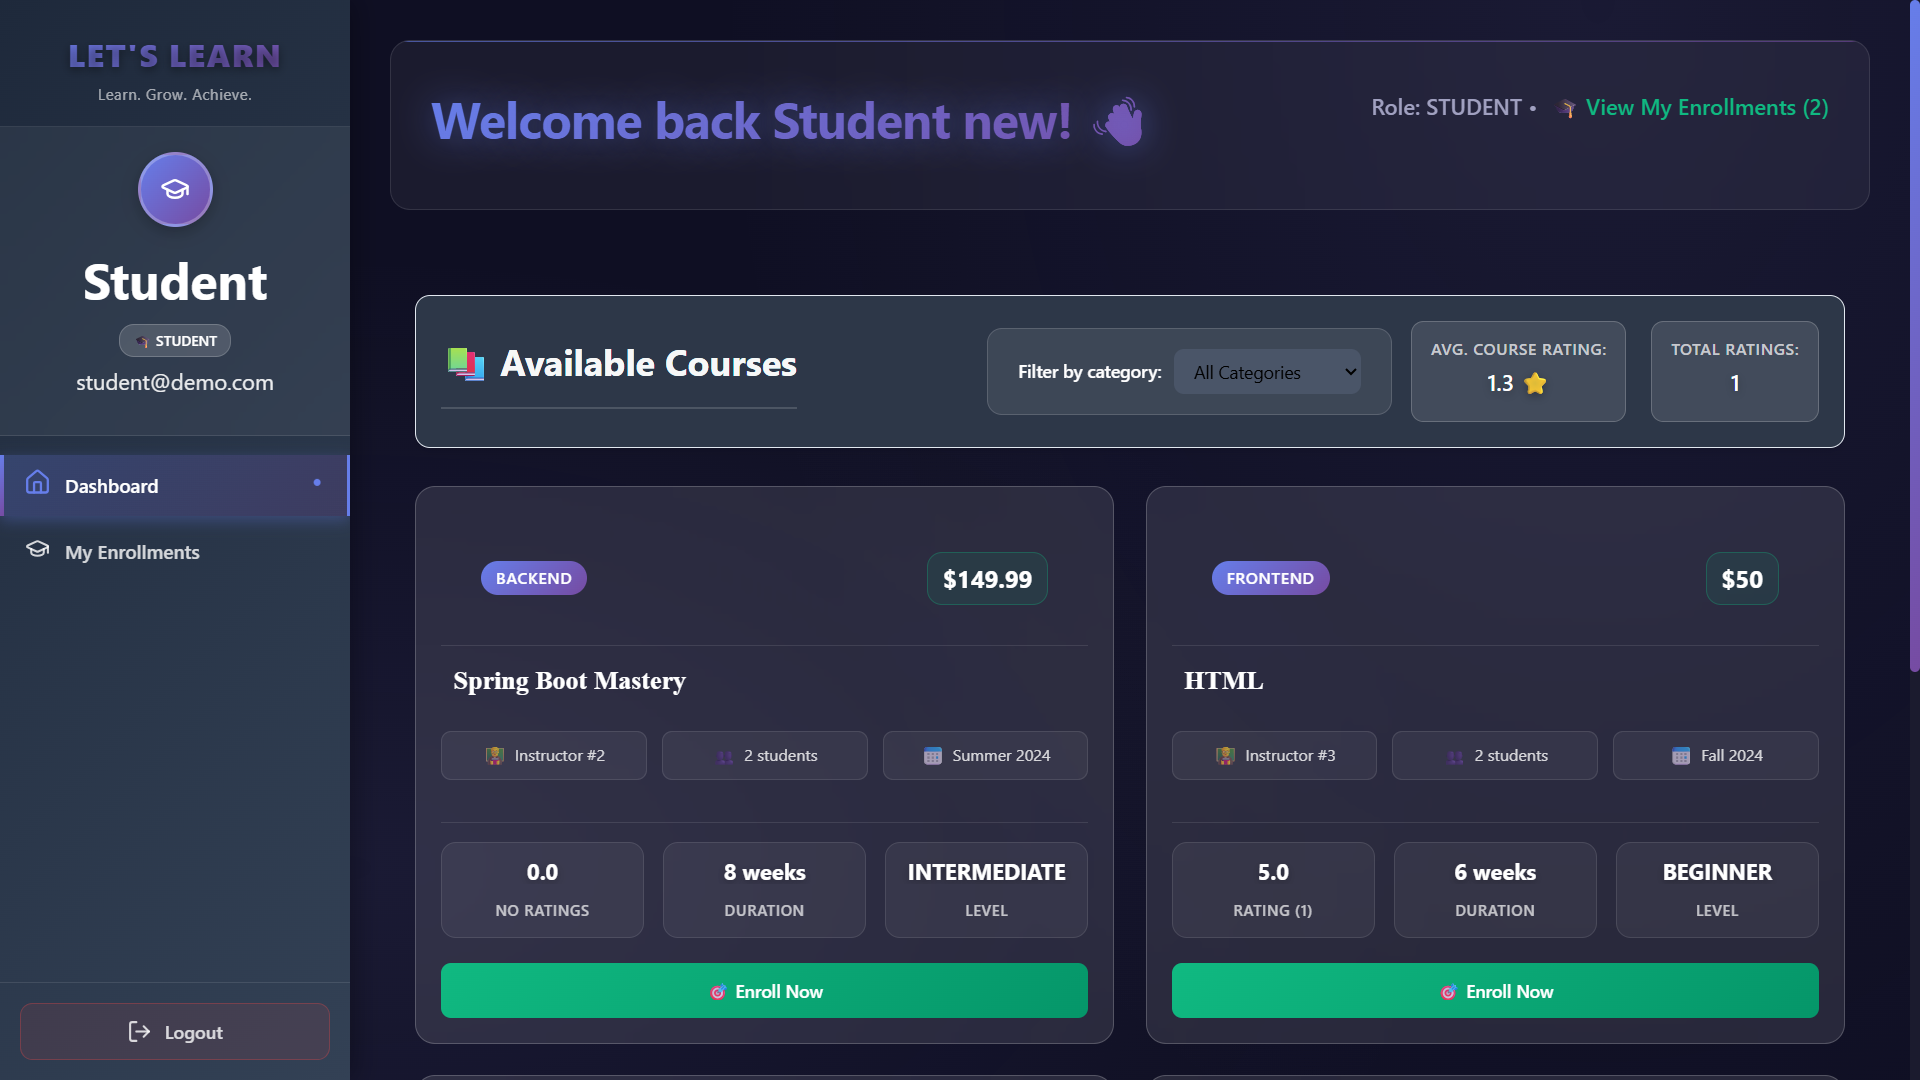 LET'S LEARN
Learn. Grow. Achieve.
Student
STUDENT
student@demo.com
Dashboard
My Enrollments
Logout
Welcome back Student new! 👋
Role: STUDENT • 🎓 View My Enrollments (2)
📚 Available Courses
Filter by category: All Categories
AVG. COURSE RATING:
1.3 ⭐
TOTAL RATINGS:
1
BACKEND
$149.99
Spring Boot Mastery
Instructor #2
2 students
Summer 2024
0.0
NO RATINGS
8 weeks
DURATION
INTERMEDIATE
LEVEL
🎯 Enroll Now
FRONTEND
$50
HTML
Instructor #3
2 students
Fall 2024
5.0
RATING (1)
6 weeks
DURATION
BEGINNER
LEVEL
🎯 Enroll Now